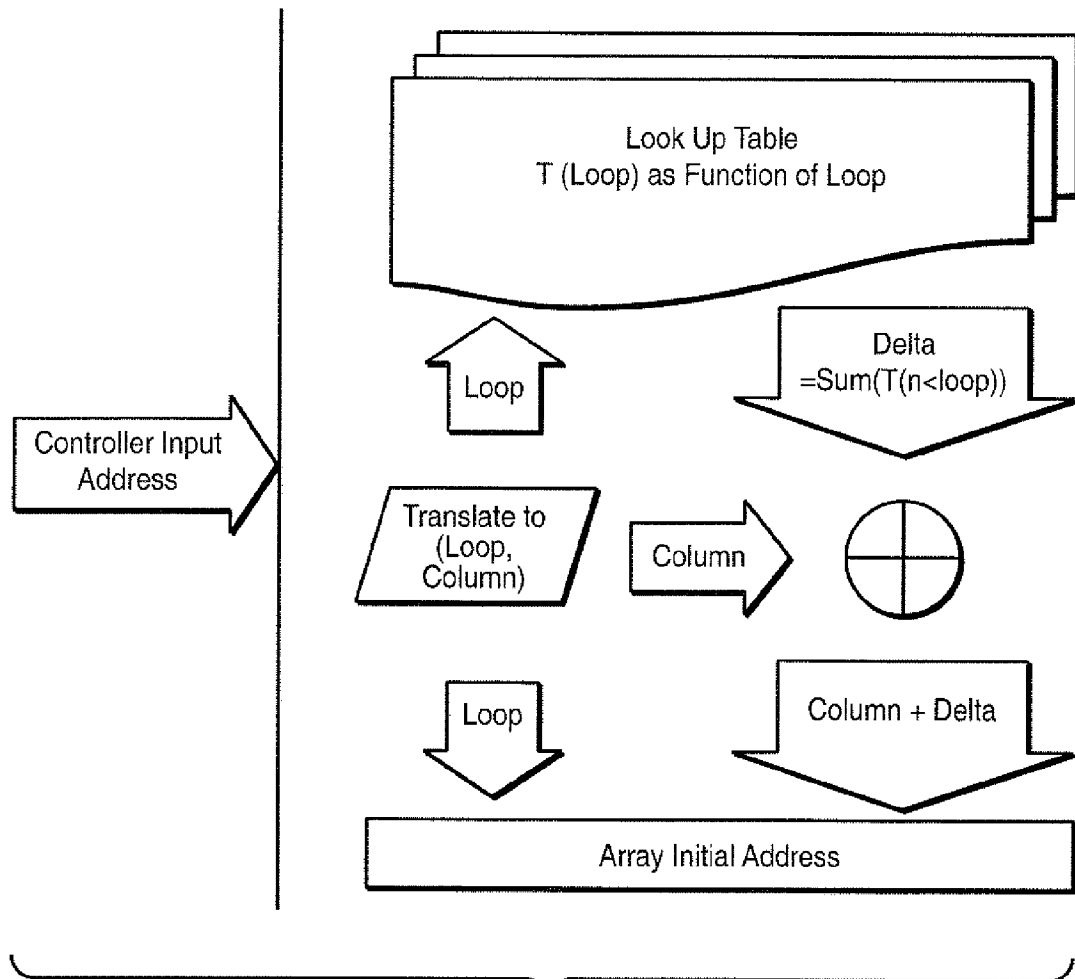 Look Up Table
T (Loop) as Function of Loop
Loop
Delta
=Sum(T(n<loop))
Controller Input
Address
Translate to
(Loop,
Column)
Column
Loop
Column + Delta
Array Initial Address